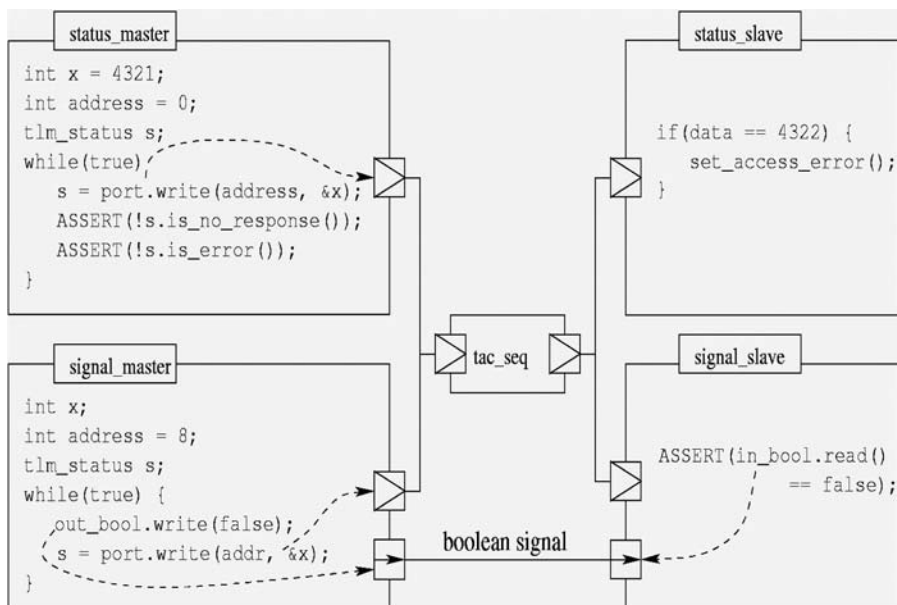 status_master
int x = 4321;
int address = 0;
tlm_status s;
while(true)
s = port.write(address, &x);
ASSERT(!s.is_no_response());
ASSERT(!s.is_error());
}
status_slave
if(data == 4322) {
set_access_error();
}
tac_seq
signal_master
int x;
int address = 8;
tlm_status s;
while(true) {
out_bool.write(false);
s = port.write(addr, &x);
}
boolean signal
signal_slave
ASSERT(in_bool.read()
== false);